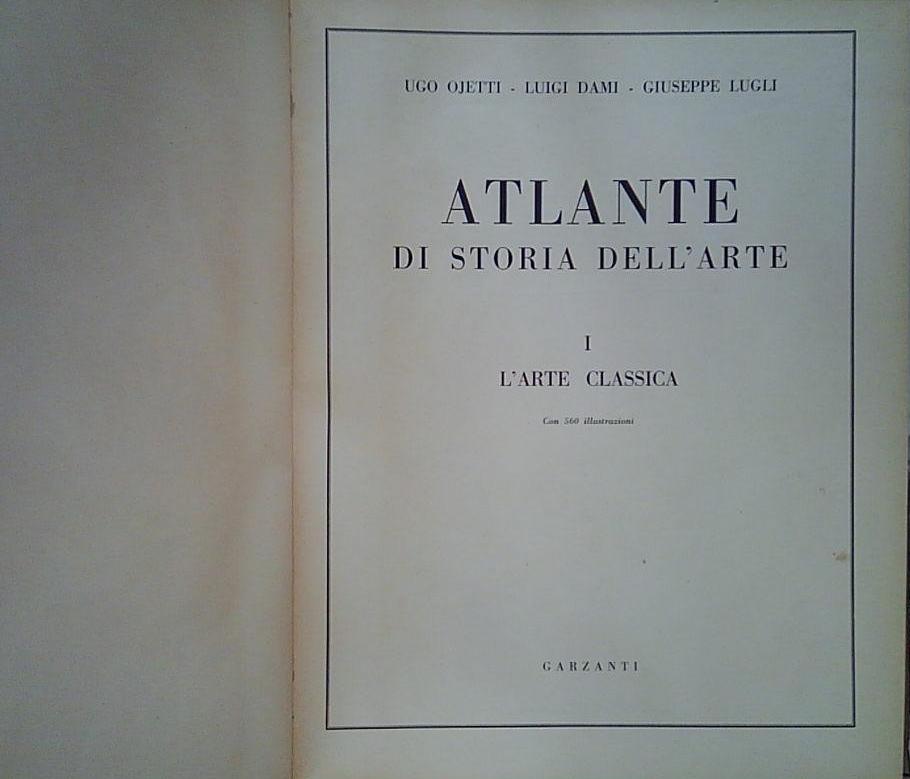 UGO OJETTI - LUIGI DAMI - GIUSEPPE LUGLI
ATLANTE
DI STORIA DELL'ARTE
I
L'ARTE CLASSICA
Con 560 illustrazioni
GARZANTI